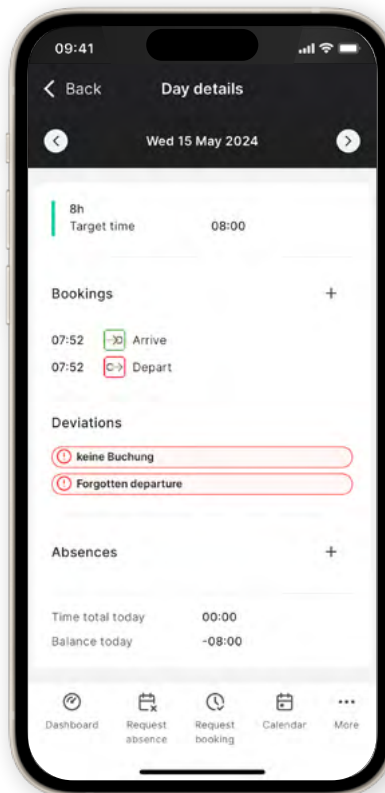 09:41
Back Day details
Wed 15 May 2024
8h
Target time 08:00
Bookings +
07:52 Arrive
07:52 Depart
Deviations
keine Buchung
Forgotten departure
Absences +
Time total today 00:00
Balance today -08:00
Dashboard Request absence Request booking Calendar More